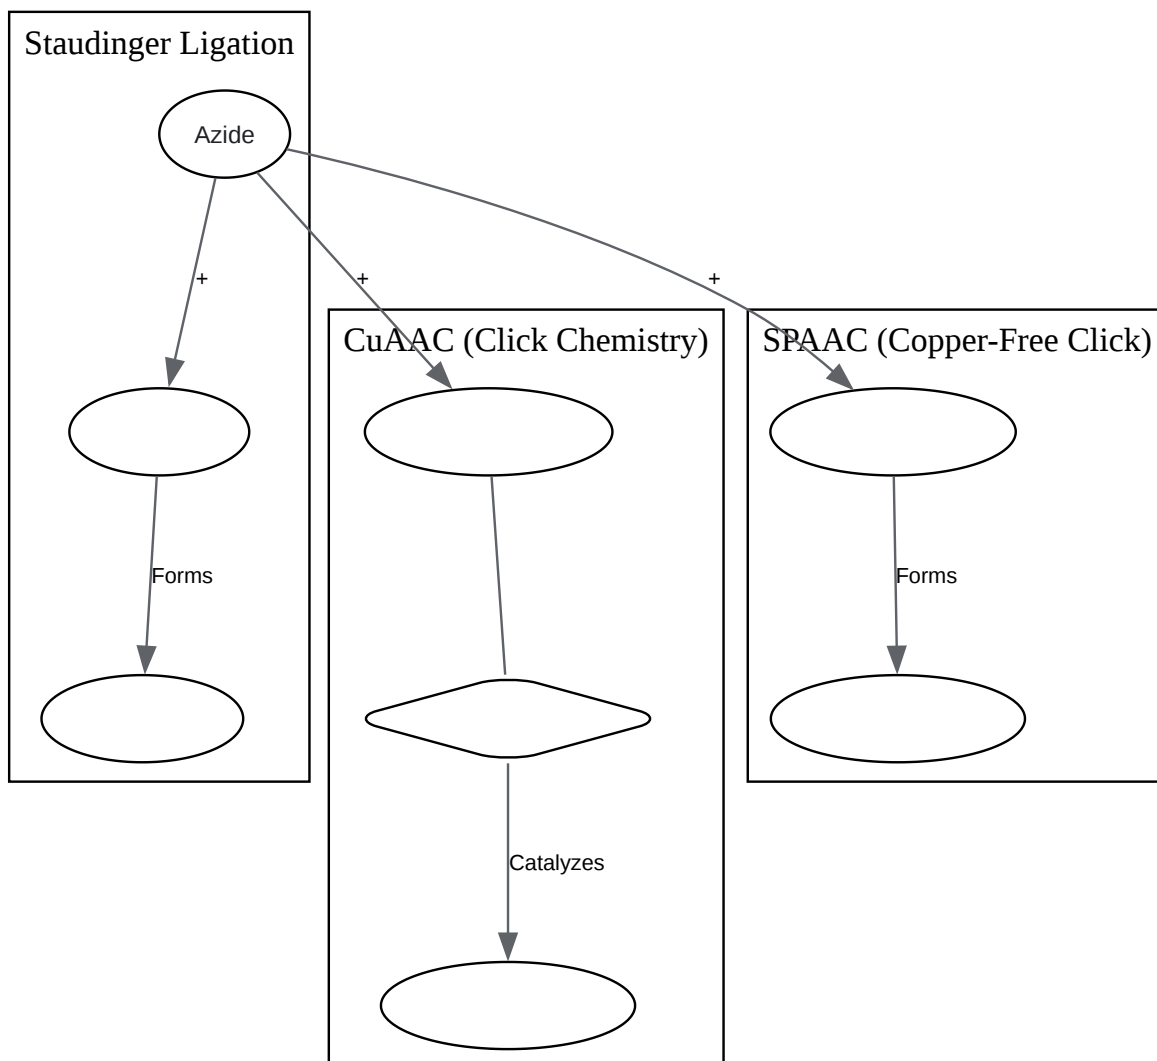 Staudinger Ligation
Azide
+
+
+
CuAAC (Click Chemistry)
SPAAC (Copper-Free Click)
Forms
Forms
Catalyzes